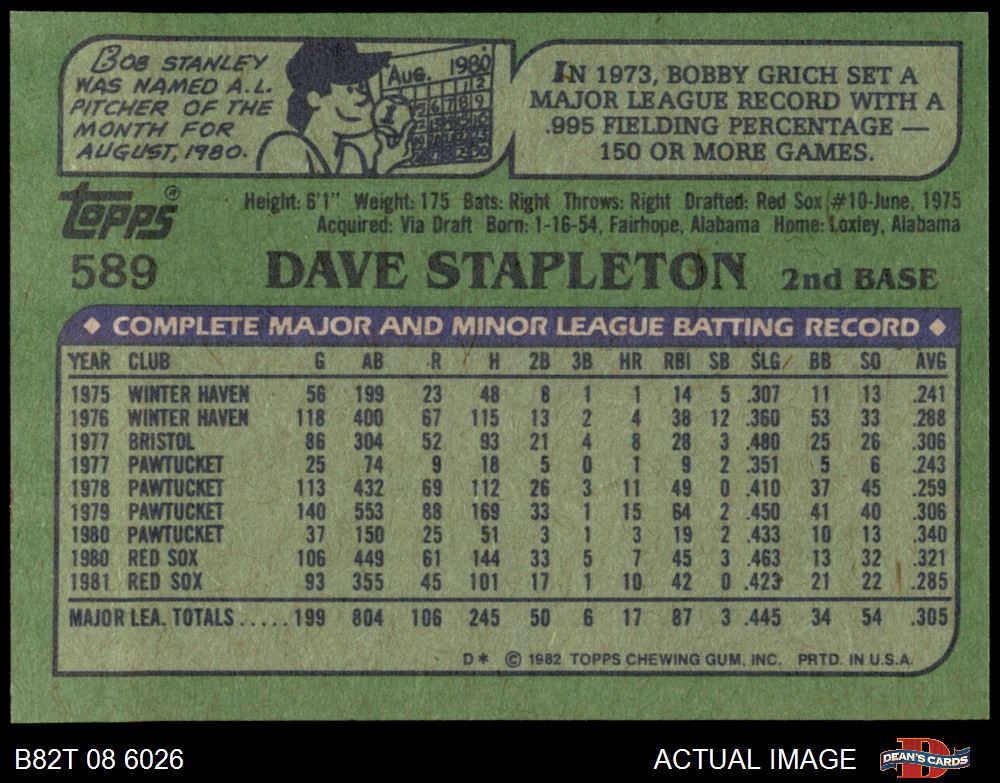 BOB STANLEY
WAS NAMED A.L.
PITCHER OF THE
MONTH FOR
AUGUST, 1980.
Aug. 1980
IN 1973, BOBBY GRICH SET A
MAJOR LEAGUE RECORD WITH A
.995 FIELDING PERCENTAGE —
150 OR MORE GAMES.
Topps®
Height: 6'1" Weight: 175 Bats: Right Throws: Right Drafted: Red Sox #10-June, 1975
Acquired: Via Draft Born: 1-16-54, Fairhope, Alabama Home: Loxley, Alabama
589 DAVE STAPLETON 2nd BASE
◆ COMPLETE MAJOR AND MINOR LEAGUE BATTING RECORD ◆
YEAR CLUB G AB R H 2B 3B HR RBI SB SLG BB SO AVG
1975 WINTER HAVEN 56 199 23 48 8 1 1 14 5 .307 11 13 .241
1976 WINTER HAVEN 118 400 67 115 13 2 4 38 12 .360 53 33 .288
1977 BRISTOL 86 304 52 93 21 4 8 28 3 .480 25 26 .306
1977 PAWTUCKET 25 74 9 18 5 0 1 9 2 .351 5 6 .243
1978 PAWTUCKET 113 432 69 112 26 3 11 49 0 .410 37 45 .259
1979 PAWTUCKET 140 553 88 169 33 1 15 64 2 .450 41 40 .306
1980 PAWTUCKET 37 150 25 51 3 1 3 19 2 .433 10 13 .340
1980 RED SOX 106 449 61 144 33 5 7 45 3 .463 13 32 .321
1981 RED SOX 93 355 45 101 17 1 10 42 0 .423 21 22 .285
MAJOR LEA. TOTALS.....199 804 106 245 50 6 17 87 3 .445 34 54 .305
D* © 1982 TOPPS CHEWING GUM, INC. PRTD. IN U.S.A.
B82T 08 6026 ACTUAL IMAGE DEAN'S CARDS